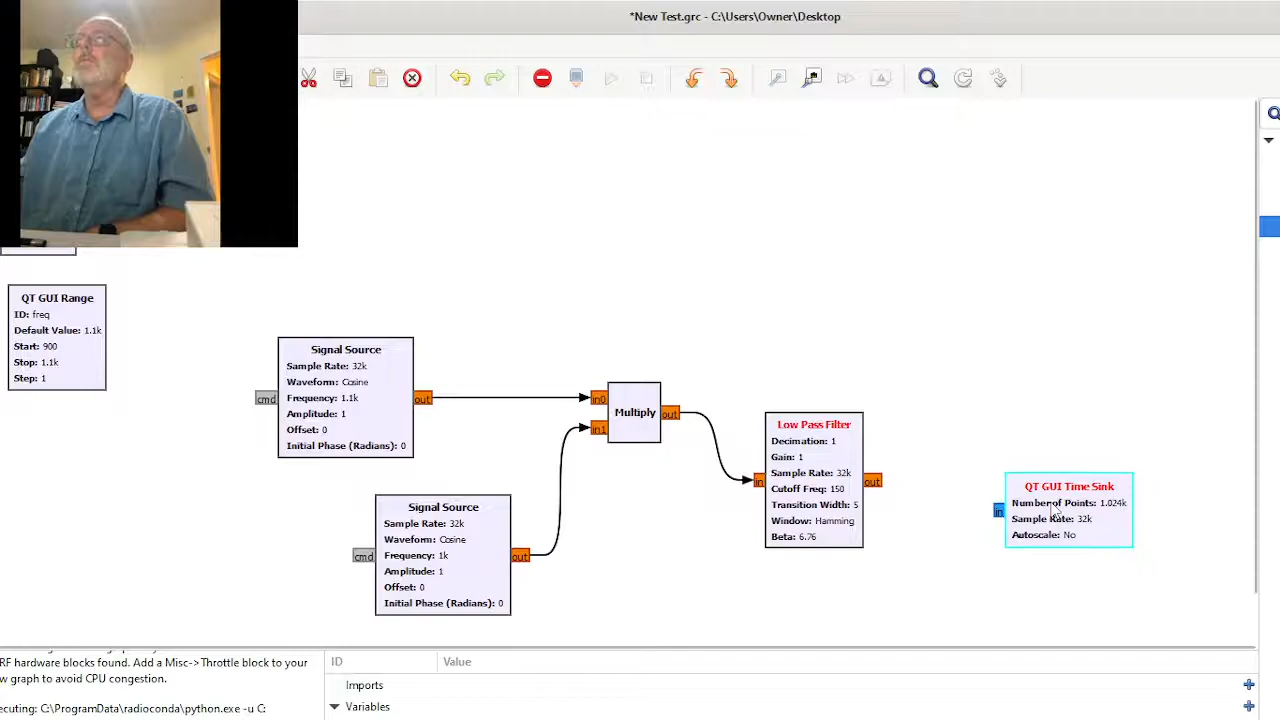 *New Test.grc - C:\Users\Owner\Desktop
QT GUI Range
ID: freq
Default Value: 1.1k
Start: 900
Stop: 1.1k
Step: 1
Signal Source
Sample Rate: 32k
Waveform: Cosine
Frequency: 1.1k
Amplitude: 1
Offset: 0
Initial Phase (Radians): 0
cmd
out
Signal Source
Sample Rate: 32k
Waveform: Cosine
Frequency: 1k
Amplitude: 1
Offset: 0
Initial Phase (Radians): 0
cmd
out
in0
in1
Multiply
out
in
Low Pass Filter
Decimation: 1
Gain: 1
Sample Rate: 32k
Cutoff Freq: 150
Transition Width: 5
Window: Hamming
Beta: 6.76
out
in
QT GUI Time Sink
Number of Points: 1.024k
Sample Rate: 32k
Autoscale: No
RF hardware blocks found. Add a Misc->Throttle block to your
w graph to avoid CPU congestion.
ecuting: C:\ProgramData\radioconda\python.exe -u C:
ID Value
Imports
Variables